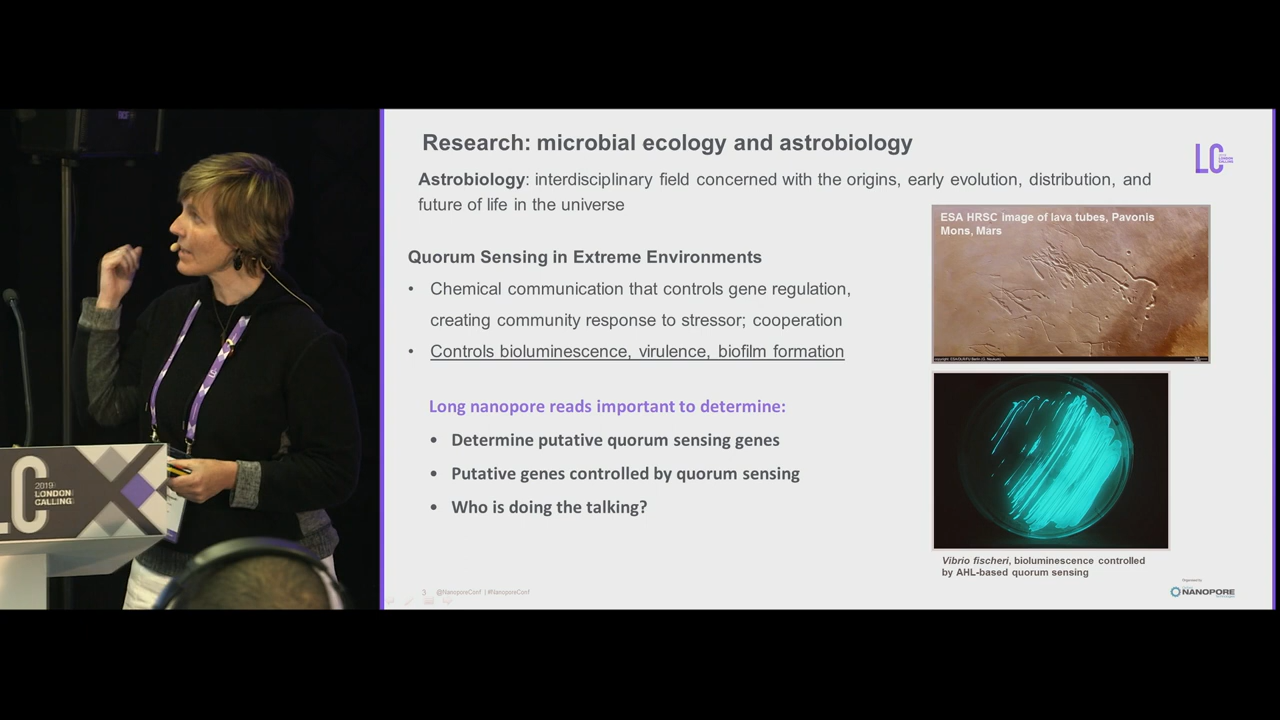 Research: microbial ecology and astrobiology
Astrobiology: interdisciplinary field concerned with the origins, early evolution, distribution, and
future of life in the universe
LC
ESA HRSC image of lava tubes, Pavonis
Mons, Mars
Quorum Sensing in Extreme Environments
• Chemical communication that controls gene regulation,
creating community response to stressor; cooperation
• Controls bioluminescence, virulence, biofilm formation
Long nanopore reads important to determine:
• Determine putative quorum sensing genes
• Putative genes controlled by quorum sensing
• Who is doing the talking?
Vibrio fischeri, bioluminescence controlled
by AHL-based quorum sensing
3 @NanoporeConf | #NanoporeConf
NANOPORE
LC
2019
LONDON
CALLING